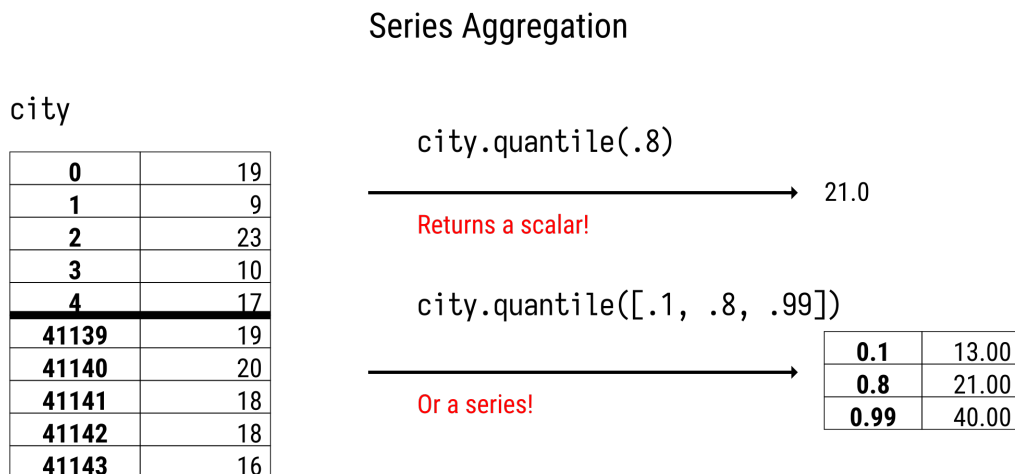 Series Aggregation
city
0 19
1 9
2 23
3 10
4 17
41139 19
41140 20
41141 18
41142 18
41143 16
city.quantile(.8)
21.0
Returns a scalar!
city.quantile([.1, .8, .99])
Or a series!
0.1 13.00
0.8 21.00
0.99 40.00